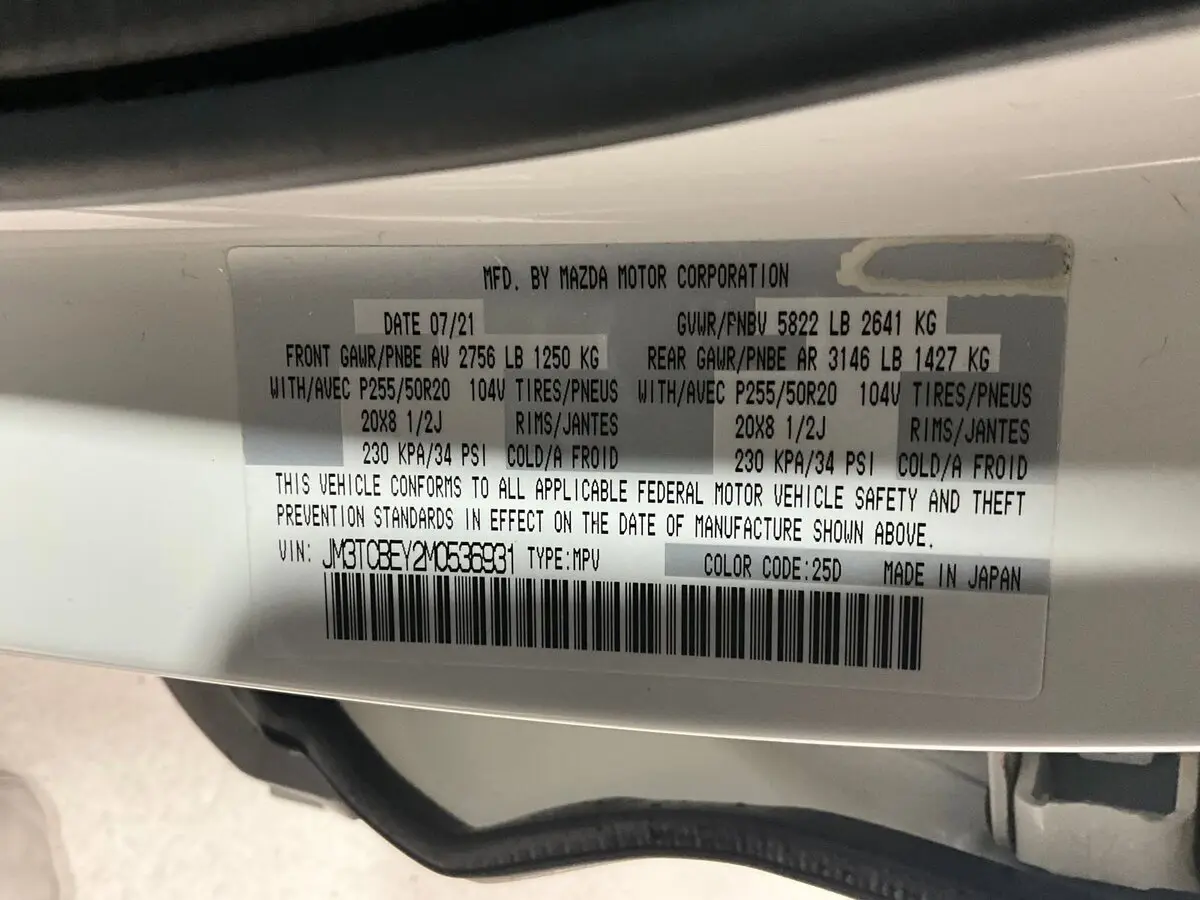 MFD. BY MAZDA MOTOR CORPORATION
DATE 07/21 GVWR/PNBV 5822 LB 2641 KG
FRONT GAWR/PNBE AV 2756 LB 1250 KG REAR GAWR/PNBE AR 3146 LB 1427 KG
WITH/AVEC P255/50R20 104V TIRES/PNEUS WITH/AVEC P255/50R20 104V TIRES/PNEUS
20X8 1/2J RIMS/JANTES 20X8 1/2J RIMS/JANTES
230 KPA/34 PSI COLD/A FROID 230 KPA/34 PSI COLD/A FROID
THIS VEHICLE CONFORMS TO ALL APPLICABLE FEDERAL MOTOR VEHICLE SAFETY AND THEFT
PREVENTION STANDARDS IN EFFECT ON THE DATE OF MANUFACTURE SHOWN ABOVE.
VIN: JM3TCBEY2M0536931 TYPE:MPV COLOR CODE:25D MADE IN JAPAN